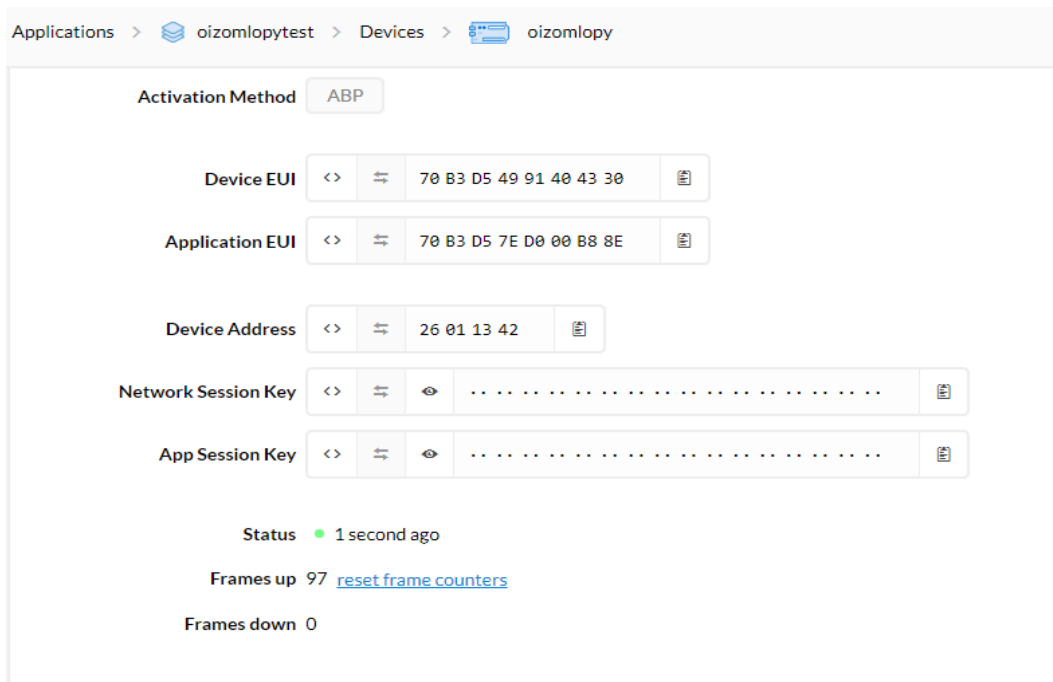 Applications > oizomlopytest > Devices > oizomlopy
Activation Method ABP
Device EUI <> 70 B3 D5 49 91 40 43 30
Application EUI <> 70 B3 D5 7E D0 00 B8 8E
Device Address <> 26 01 13 42
Network Session Key <> .. .. .. .. .. .. .. .. .. .. .. .. .. .. .. ..
App Session Key <> .. .. .. .. .. .. .. .. .. .. .. .. .. .. .. ..
Status 1 second ago
Frames up 97 reset frame counters
Frames down 0